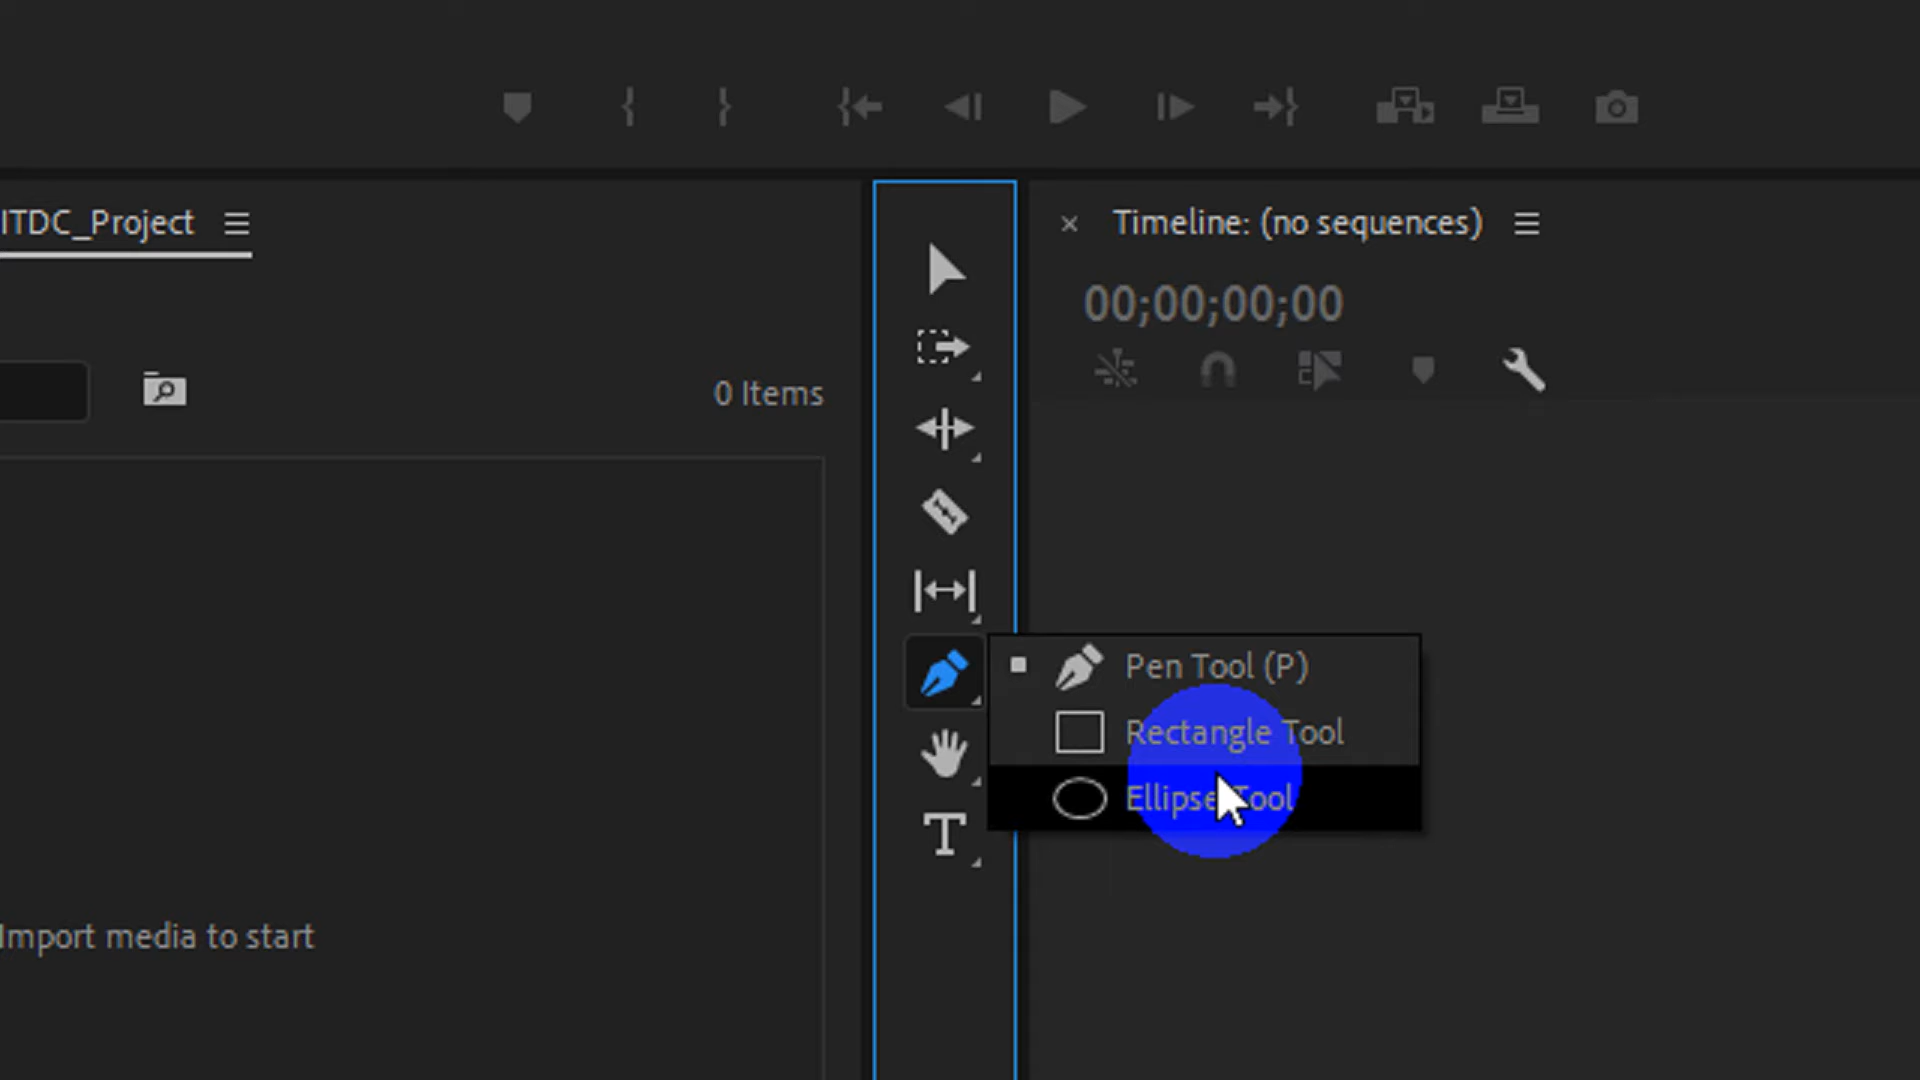 ITDC_Project
Timeline: (no sequences)
00;00;00;00
0 Items
Pen Tool (P)
Rectangle Tool
Ellipse Tool
Import media to start